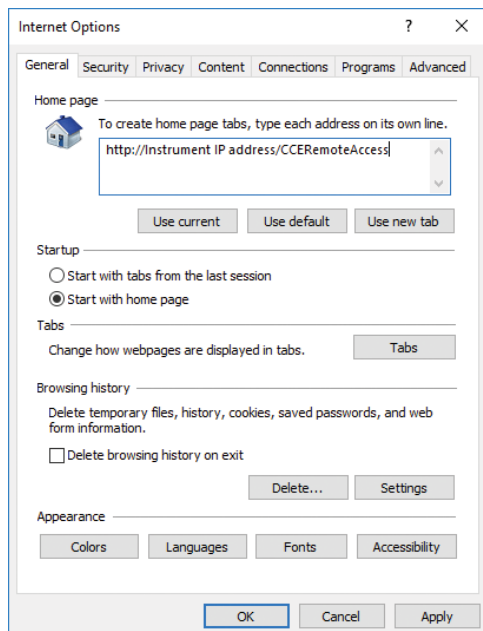 Internet Options ? X
General Security Privacy Content Connections Programs Advanced
Home page
To create home page tabs, type each address on its own line.
http://Instrument IP address/CCERemoteAccess
Use current Use default Use new tab
Startup
Start with tabs from the last session
Start with home page
Tabs
Change how webpages are displayed in tabs. Tabs
Browsing history
Delete temporary files, history, cookies, saved passwords, and web
form information.
Delete browsing history on exit
Delete... Settings
Appearance
Colors Languages Fonts Accessibility
OK Cancel Apply